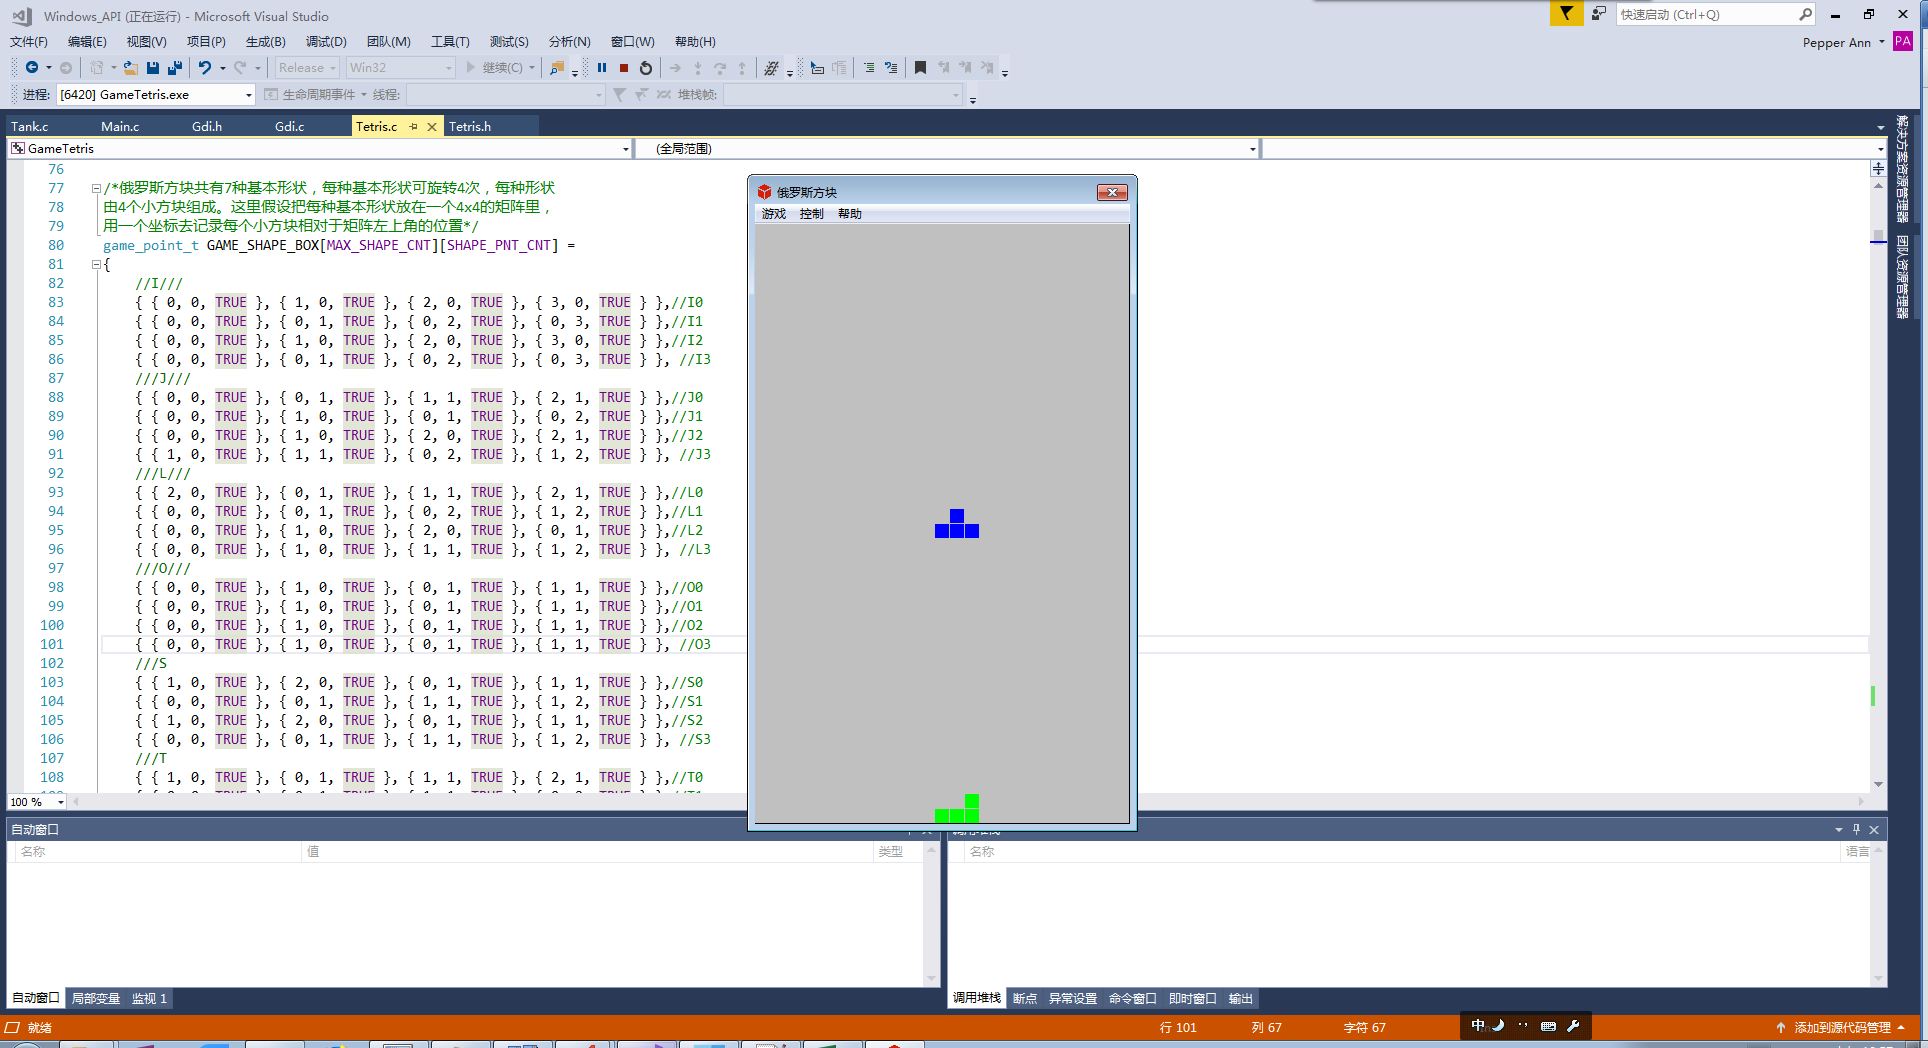 Windows_API (正在运行) - Microsoft Visual Studio
快速启动 (Ctrl+Q)
文件(F) 编辑(E) 视图(V) 项目(P) 生成(B) 调试(D) 团队(M) 工具(T) 测试(S) 分析(N) 窗口(W) 帮助(H)
Pepper Ann PA
Release Win32 继续(C)
进程: [6420] GameTetris.exe 生命周期事件 线程: 堆栈帧:
Tank.c Main.c Gdi.h Gdi.c Tetris.c Tetris.h
GameTetris (全局范围)
76
77 /*俄罗斯方块共有7种基本形状，每种基本形状可旋转4次，每种形状
78 由4个小方块组成。这里假设把每种基本形状放在一个4x4的矩阵里，
79 用一个坐标去记录每个小方块相对于矩阵左上角的位置*/
80 game_point_t GAME_SHAPE_BOX[MAX_SHAPE_CNT][SHAPE_PNT_CNT] =
81 {
82 //I///
83 { { 0, 0, TRUE }, { 1, 0, TRUE }, { 2, 0, TRUE }, { 3, 0, TRUE } },//I0
84 { { 0, 0, TRUE }, { 0, 1, TRUE }, { 0, 2, TRUE }, { 0, 3, TRUE } },//I1
85 { { 0, 0, TRUE }, { 1, 0, TRUE }, { 2, 0, TRUE }, { 3, 0, TRUE } },//I2
86 { { 0, 0, TRUE }, { 0, 1, TRUE }, { 0, 2, TRUE }, { 0, 3, TRUE } }, //I3
87 ///J///
88 { { 0, 0, TRUE }, { 0, 1, TRUE }, { 1, 1, TRUE }, { 2, 1, TRUE } },//J0
89 { { 0, 0, TRUE }, { 1, 0, TRUE }, { 0, 1, TRUE }, { 0, 2, TRUE } },//J1
90 { { 0, 0, TRUE }, { 1, 0, TRUE }, { 2, 0, TRUE }, { 2, 1, TRUE } },//J2
91 { { 1, 0, TRUE }, { 1, 1, TRUE }, { 0, 2, TRUE }, { 1, 2, TRUE } }, //J3
92 ///L///
93 { { 2, 0, TRUE }, { 0, 1, TRUE }, { 1, 1, TRUE }, { 2, 1, TRUE } },//L0
94 { { 0, 0, TRUE }, { 0, 1, TRUE }, { 0, 2, TRUE }, { 1, 2, TRUE } },//L1
95 { { 0, 0, TRUE }, { 1, 0, TRUE }, { 2, 0, TRUE }, { 0, 1, TRUE } },//L2
96 { { 0, 0, TRUE }, { 1, 0, TRUE }, { 1, 1, TRUE }, { 1, 2, TRUE } }, //L3
97 ///O///
98 { { 0, 0, TRUE }, { 1, 0, TRUE }, { 0, 1, TRUE }, { 1, 1, TRUE } },//O0
99 { { 0, 0, TRUE }, { 1, 0, TRUE }, { 0, 1, TRUE }, { 1, 1, TRUE } },//O1
100 { { 0, 0, TRUE }, { 1, 0, TRUE }, { 0, 1, TRUE }, { 1, 1, TRUE } },//O2
101 { { 0, 0, TRUE }, { 1, 0, TRUE }, { 0, 1, TRUE }, { 1, 1, TRUE } }, //O3
102 ///S
103 { { 1, 0, TRUE }, { 2, 0, TRUE }, { 0, 1, TRUE }, { 1, 1, TRUE } },//S0
104 { { 0, 0, TRUE }, { 0, 1, TRUE }, { 1, 1, TRUE }, { 1, 2, TRUE } },//S1
105 { { 1, 0, TRUE }, { 2, 0, TRUE }, { 0, 1, TRUE }, { 1, 1, TRUE } },//S2
106 { { 0, 0, TRUE }, { 0, 1, TRUE }, { 1, 1, TRUE }, { 1, 2, TRUE } }, //S3
107 ///T
108 { { 1, 0, TRUE }, { 0, 1, TRUE }, { 1, 1, TRUE }, { 2, 1, TRUE } },//T0
俄罗斯方块
游戏 控制 帮助
解决方案资源管理器
团队资源管理器
100 %
自动窗口
名称 值 类型
自动窗口 局部变量 监视 1
名称 语言
调用堆栈 断点 异常设置 命令窗口 即时窗口 输出
就绪 行 101 列 67 字符 67 中 添加到源代码管理